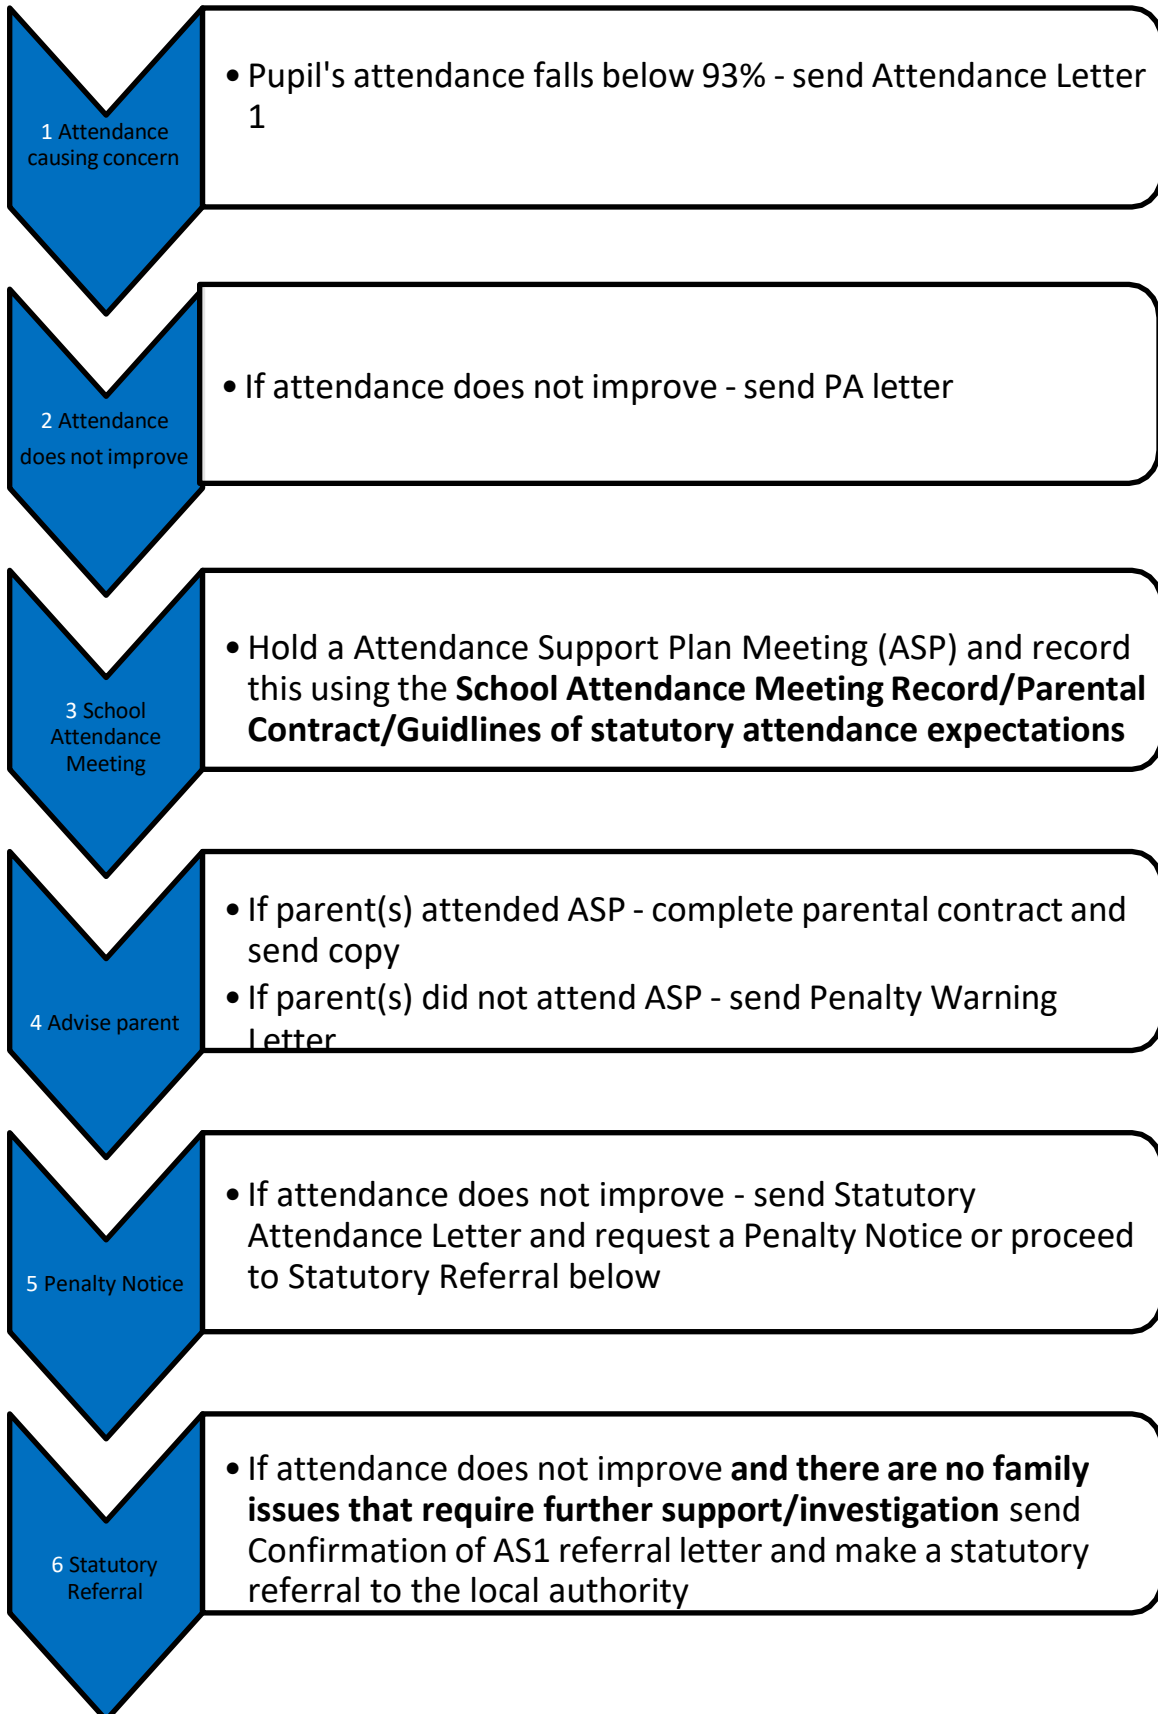 1 Attendance
causing concern
• Pupil's attendance falls below 93% - send Attendance Letter
1
2 Attendance
does not improve
• If attendance does not improve - send PA letter
3 School
Attendance
Meeting
• Hold a Attendance Support Plan Meeting (ASP) and record
this using the School Attendance Meeting Record/Parental
Contract/Guidlines of statutory attendance expectations
4 Advise parent
• If parent(s) attended ASP - complete parental contract and
send copy
• If parent(s) did not attend ASP - send Penalty Warning
Letter
5 Penalty Notice
• If attendance does not improve - send Statutory
Attendance Letter and request a Penalty Notice or proceed
to Statutory Referral below
6 Statutory
Referral
• If attendance does not improve and there are no family
issues that require further support/investigation send
Confirmation of AS1 referral letter and make a statutory
referral to the local authority